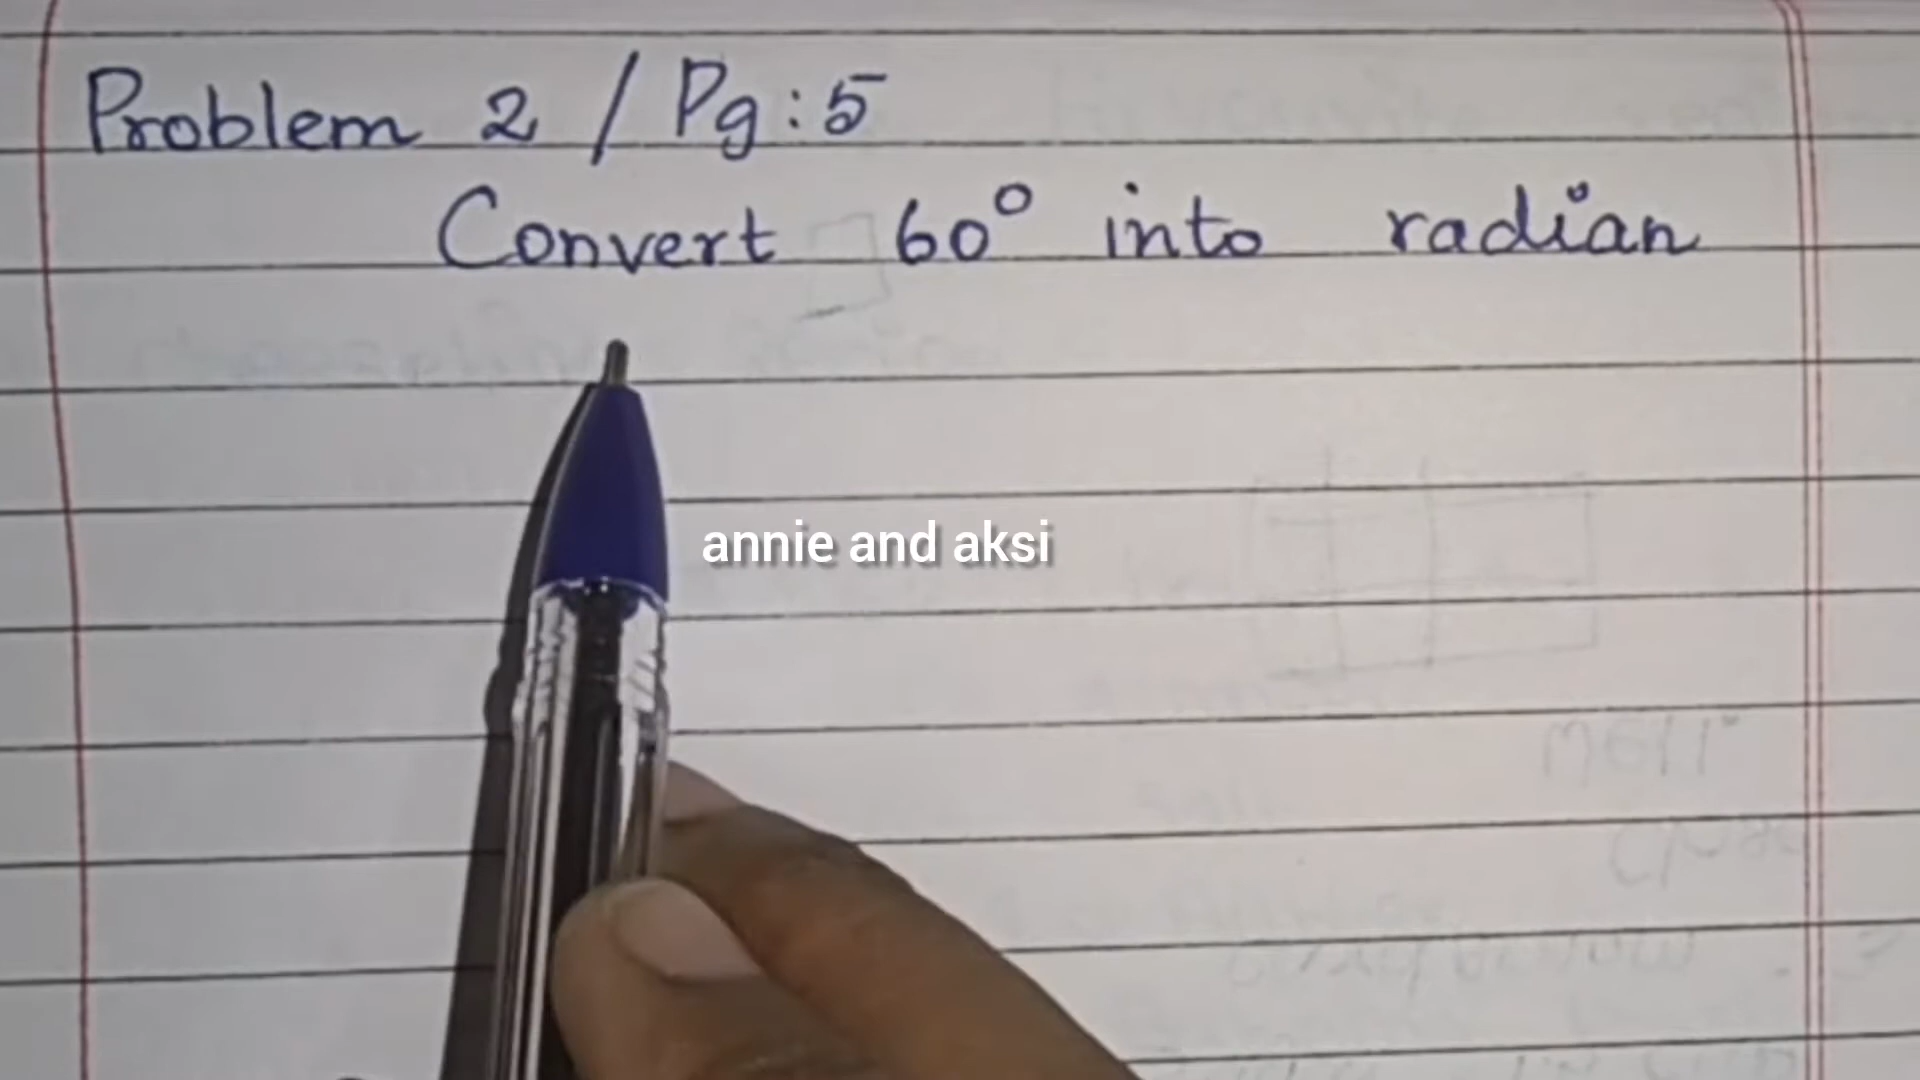 Problem 2 / Pg:5
Convert 60° into radian
annie and aksi